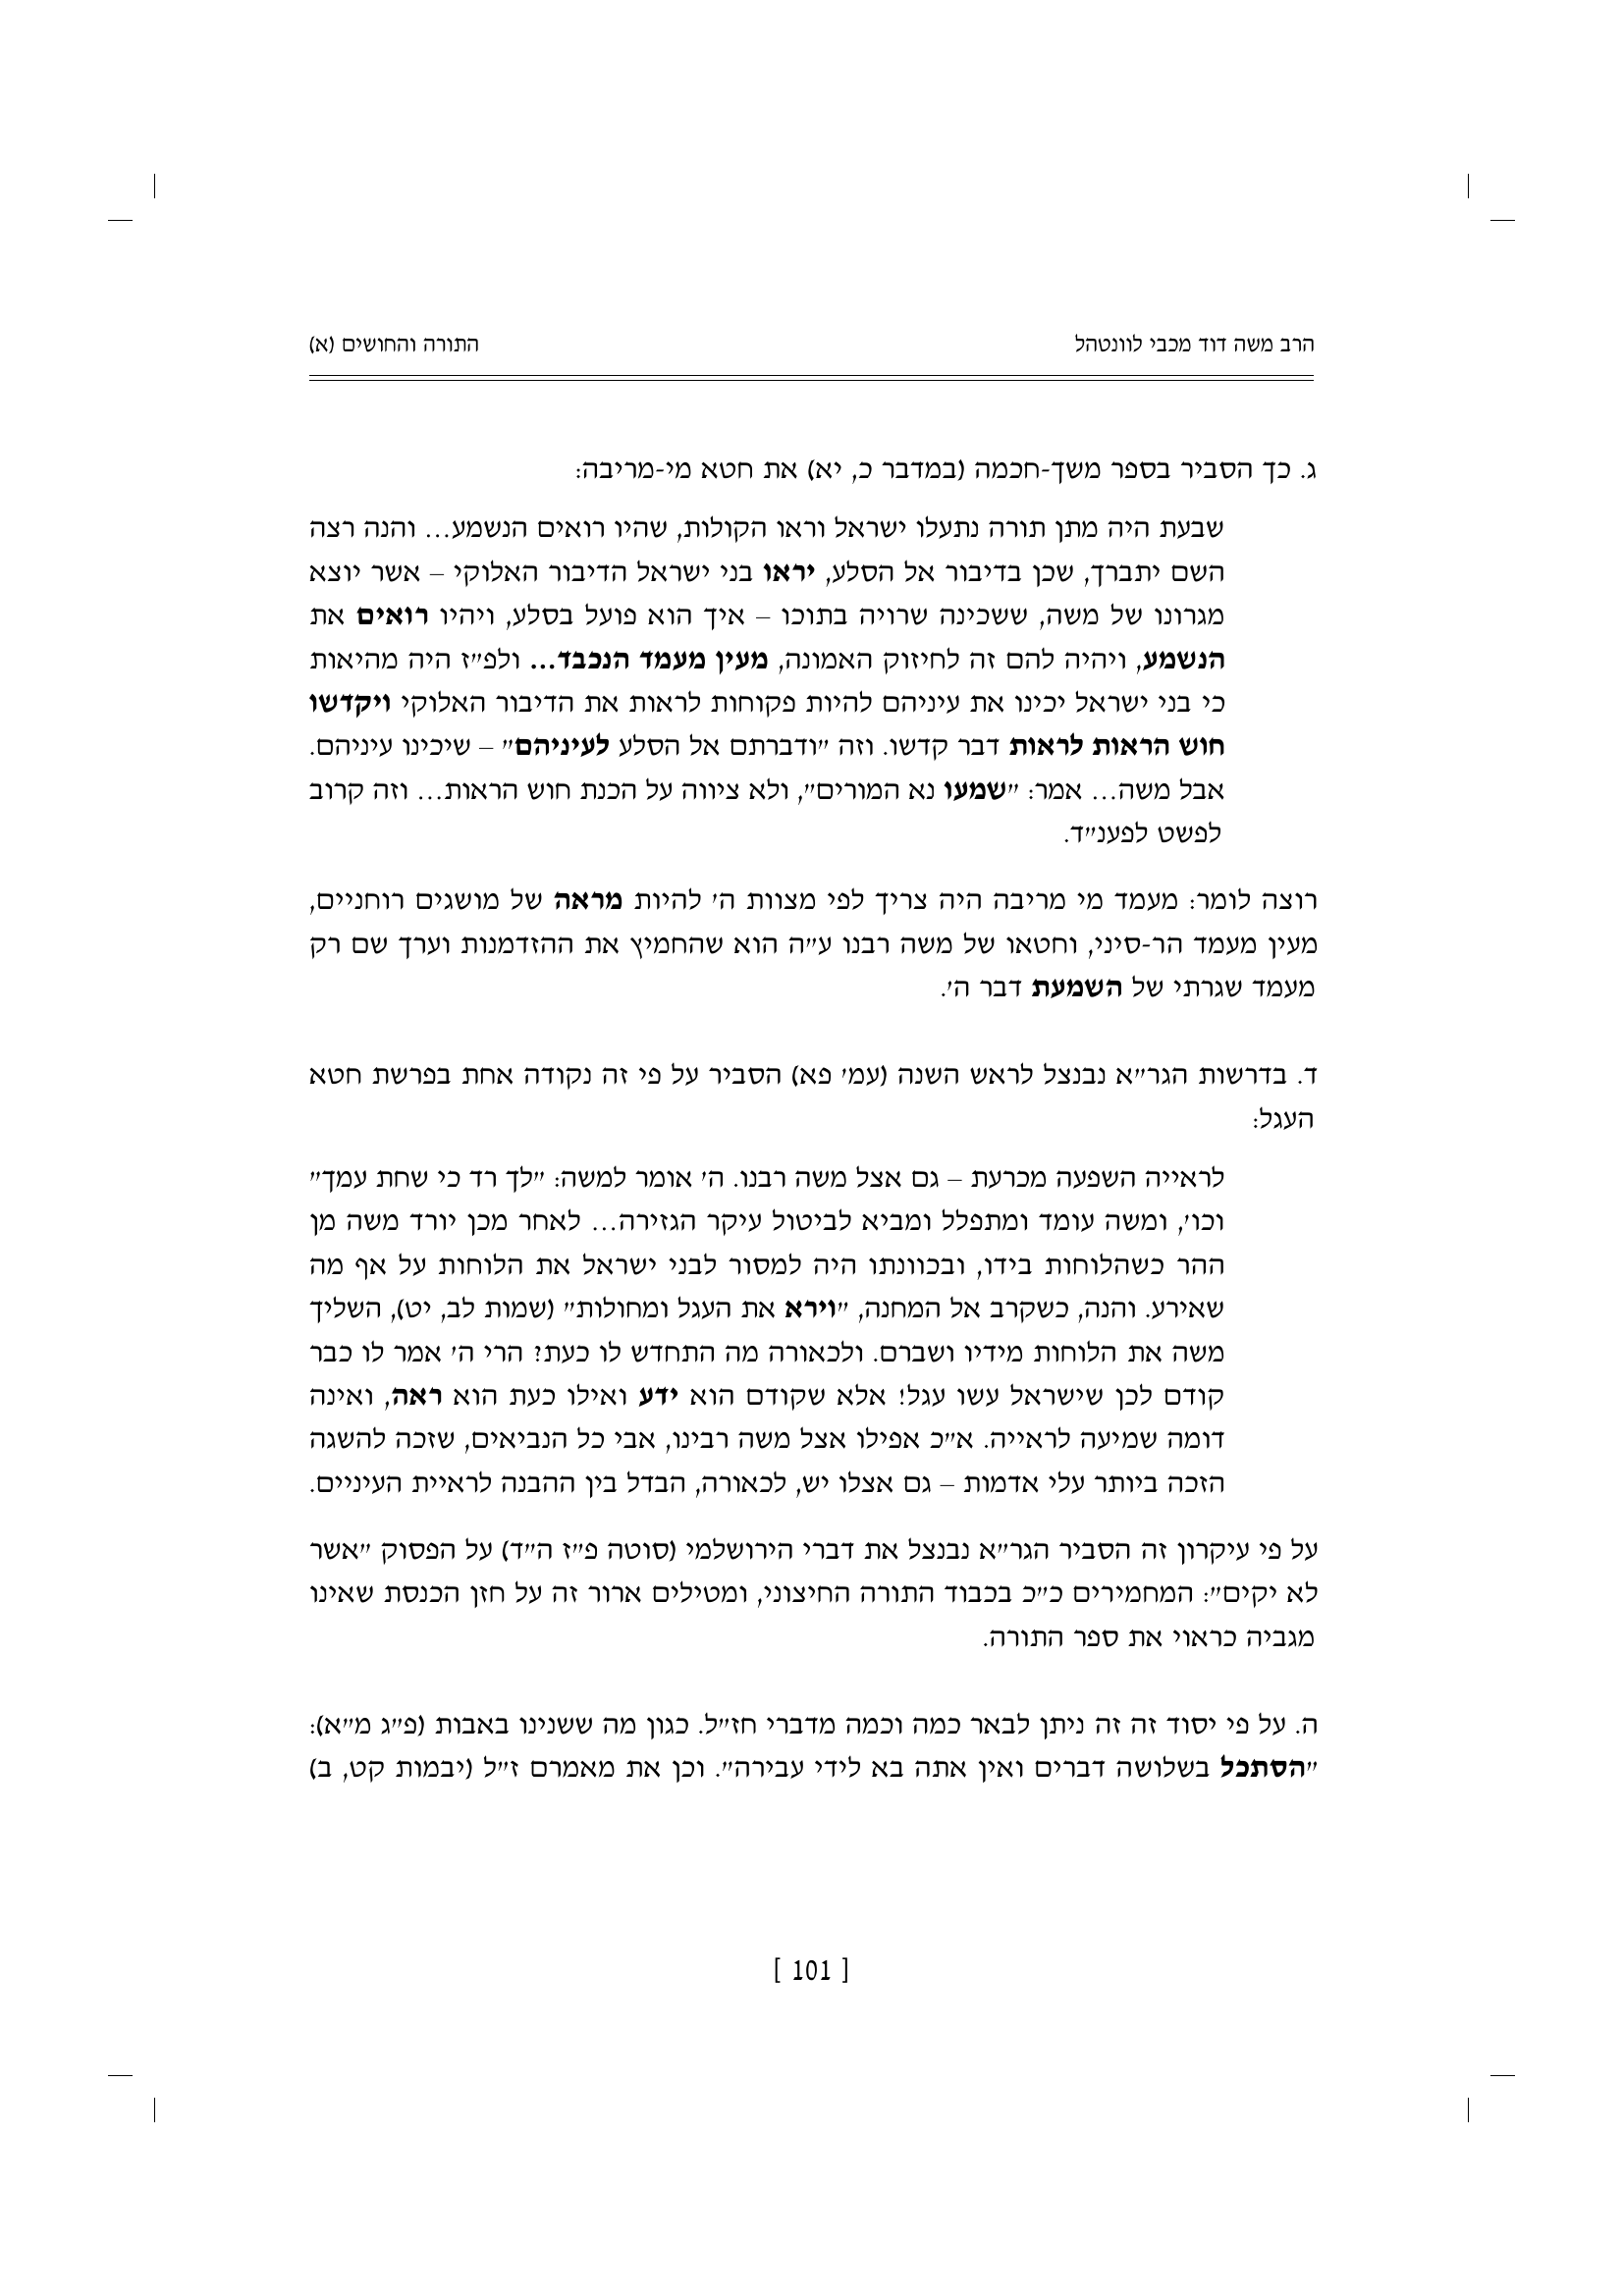 הרב משה דוד מכבי לוונטהל
התורה והחושים (א)
ג. כך הסביר בספר משך-חכמה (במדבר כ, יא) את חטא מי-מריבה:
שבעת היה מתן תורה נתעלו ישראל וראו הקולות, שהיו רואים הנשמע... והנה רצה
השם יתברך, שכן בדיבור אל הסלע, יראו בני ישראל הדיבור האלוקי – אשר יוצא
מגרונו של משה, ששכינה שרויה בתוכו – איך הוא פועל בסלע, ויהיו רואים את
הנשמע, ויהיה להם זה לחיזוק האמונה, מעין מעמד הנכבד... ולפ״ז היה מהיאות
כי בני ישראל יכינו את עיניהם להיות פקוחות לראות את הדיבור האלוקי ויקדשו
חוש הראות לראות דבר קדשו. וזה ״ודברתם אל הסלע לעיניהם״ – שיכינו עיניהם.
אבל משה... אמר: ״שמעו נא המורים״, ולא ציווה על הכנת חוש הראות... וזה קרוב
לפשט לפענ״ד.
רוצה לומר: מעמד מי מריבה היה צריך לפי מצוות ה׳ להיות מראה של מושגים רוחניים,
מעין מעמד הר-סיני, וחטאו של משה רבנו ע״ה הוא שהחמיץ את ההזדמנות וערך שם רק
מעמד שגרתי של השמעת דבר ה׳.
ד. בדרשות הגר״א נבנצל לראש השנה (עמ׳ פא) הסביר על פי זה נקודה אחת בפרשת חטא
העגל:
לראייה השפעה מכרעת – גם אצל משה רבנו. ה׳ אומר למשה: ״לך רד כי שחת עמך״
וכו׳, ומשה עומד ומתפלל ומביא לביטול עיקר הגזירה... לאחר מכן יורד משה מן
ההר כשהלוחות בידו, ובכוונתו היה למסור לבני ישראל את הלוחות על אף מה
שאירע. והנה, כשקרב אל המחנה, ״וירא את העגל ומחולות״ (שמות לב, יט), השליך
משה את הלוחות מידיו ושברם. ולכאורה מה התחדש לו כעת? הרי ה׳ אמר לו כבר
קודם לכן שישראל עשו עגל! אלא שקודם הוא ידע ואילו כעת הוא ראה, ואינה
דומה שמיעה לראייה. א״כ אפילו אצל משה רבינו, אבי כל הנביאים, שזכה להשגה
הזכה ביותר עלי אדמות – גם אצלו יש, לכאורה, הבדל בין ההבנה לראיית העיניים.
על פי עיקרון זה הסביר הגר״א נבנצל את דברי הירושלמי (סוטה פ״ז ה״ד) על הפסוק ״אשר
לא יקים״: המחמירים כ״כ בכבוד התורה החיצוני, ומטילים ארור זה על חזן הכנסת שאינו
מגביה כראוי את ספר התורה.
ה. על פי יסוד זה זה ניתן לבאר כמה וכמה מדברי חז״ל. כגון מה ששנינו באבות (פ״ג מ״א):
״הסתכל בשלושה דברים ואין אתה בא לידי עבירה״. וכן את מאמרם ז״ל (יבמות קט, ב)
[ 101 ]